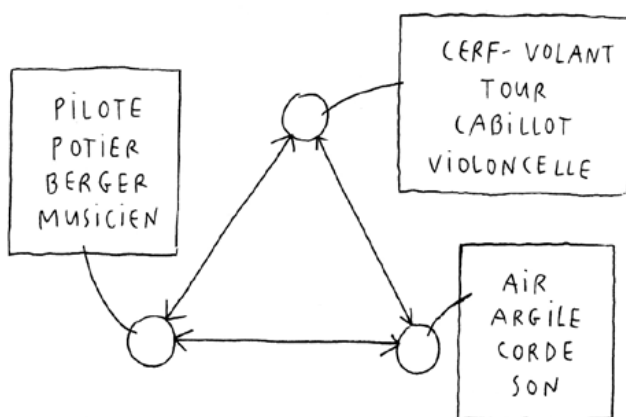 PILOTE
POTIER
BERGER
MUSICIEN
CERF-VOLANT
TOUR
CABILLOT
VIOLONCELLE
AIR
ARGILE
CORDE
SON